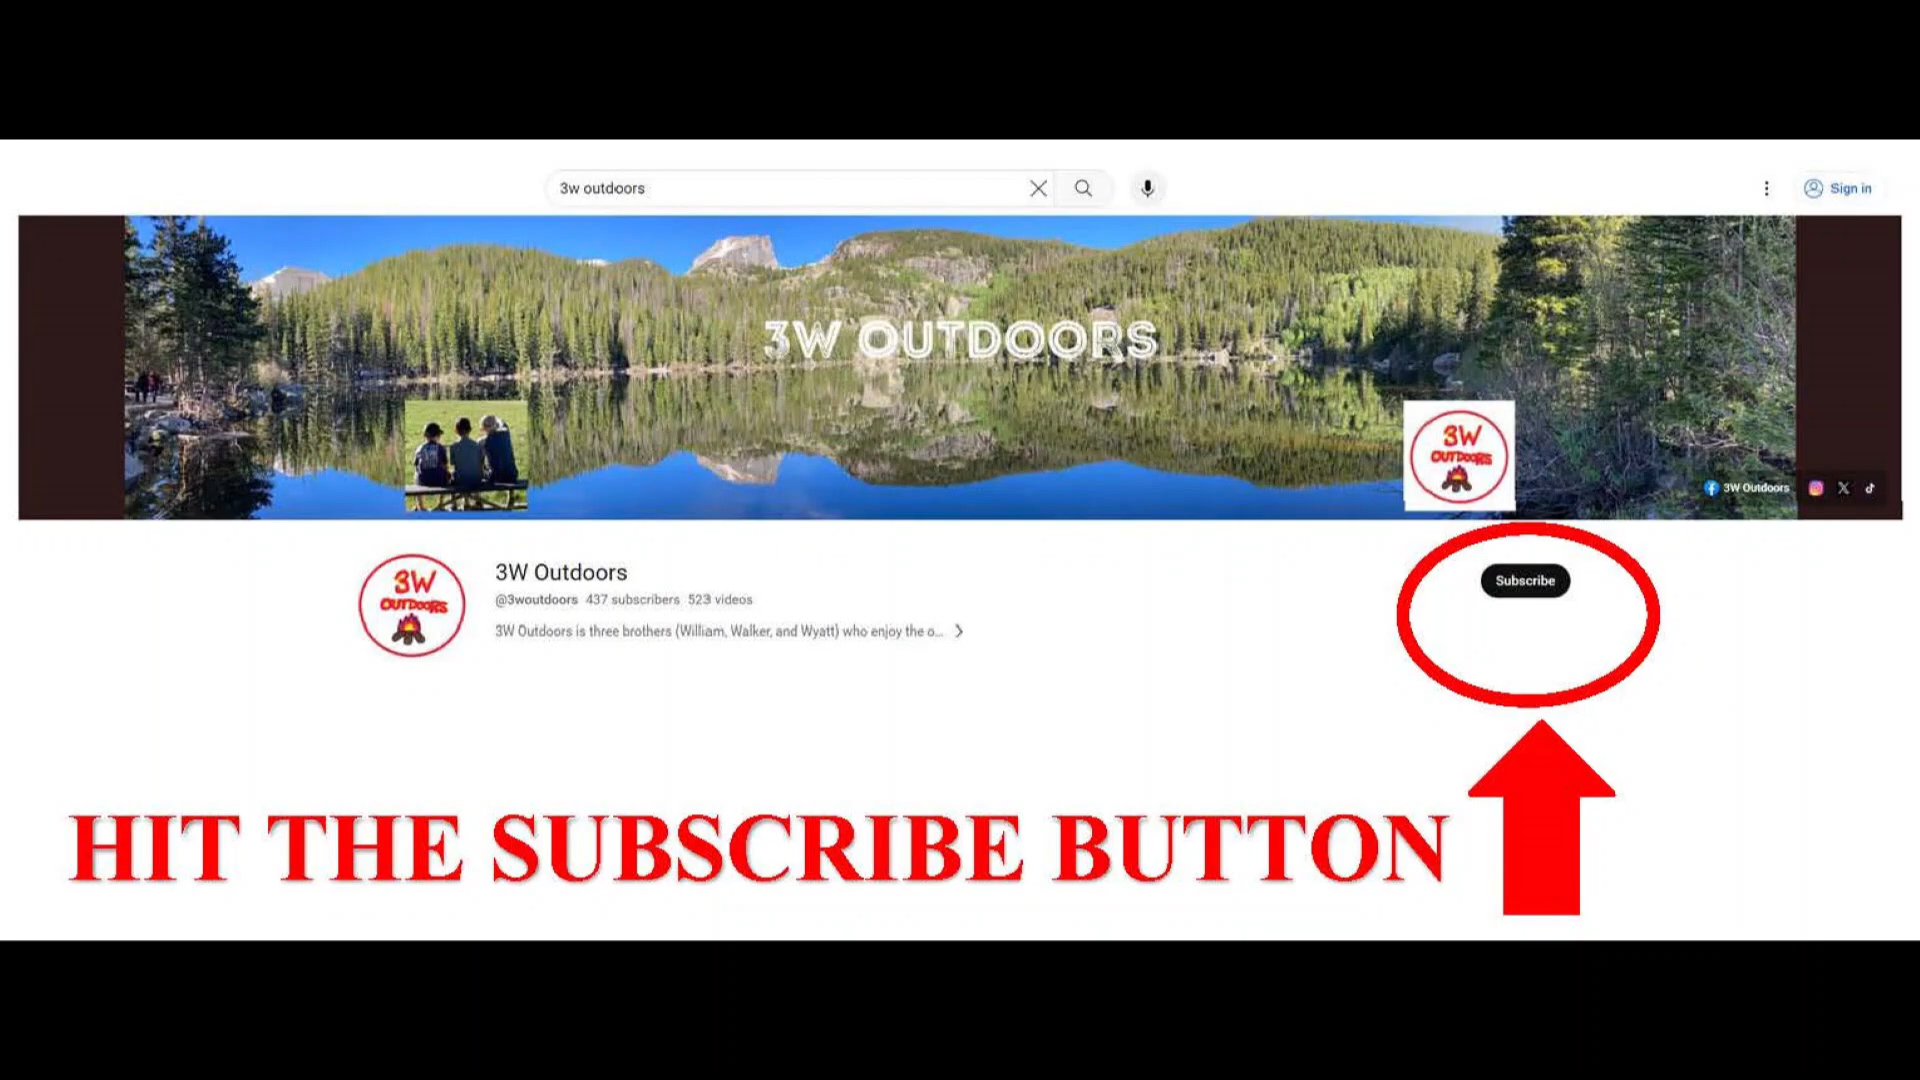 3w outdoors
Sign in
3W OUTDOORS
3W
OUTDOORS
3W Outdoors
3W
OUTDOORS
3W Outdoors
@3woutdoors 437 subscribers 523 videos
3W Outdoors is three brothers (William, Walker, and Wyatt) who enjoy the o...
Subscribe
HIT THE SUBSCRIBE BUTTON